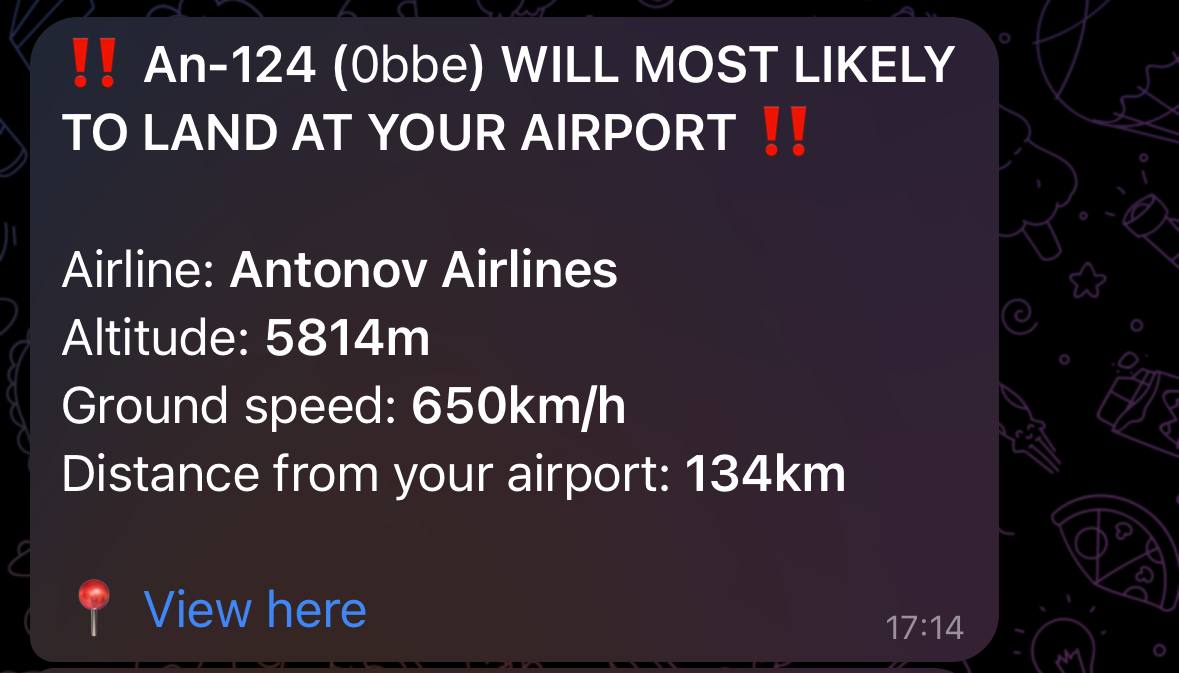 ‼️ An-124 (0bbe) WILL MOST LIKELY
TO LAND AT YOUR AIRPORT ‼️
Airline: Antonov Airlines
Altitude: 5814m
Ground speed: 650km/h
Distance from your airport: 134km
📍 View here
17:14